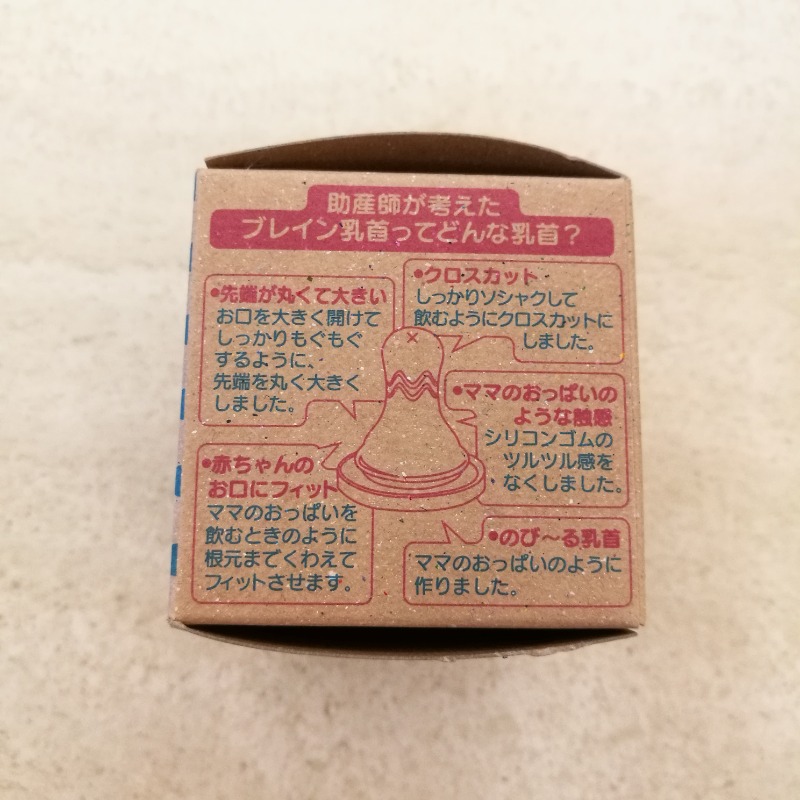 助産師が考えた
ブレイン乳首ってどんな乳首？
•先端が丸くて大きい
お口を大きく開けて
しっかりもぐもぐ
するように、
先端を丸く大きく
しました。
•クロスカット
しっかりソシャクして
飲むようにクロスカットに
しました。
•ママのおっぱいの
ような触感
シリコンゴムの
ツルツル感を
なくしました。
•赤ちゃんの
お口にフィット
ママのおっぱいを
飲むときのように
根元までくわえて
フィットさせます。
•のび〜る乳首
ママのおっぱいのように
作りました。